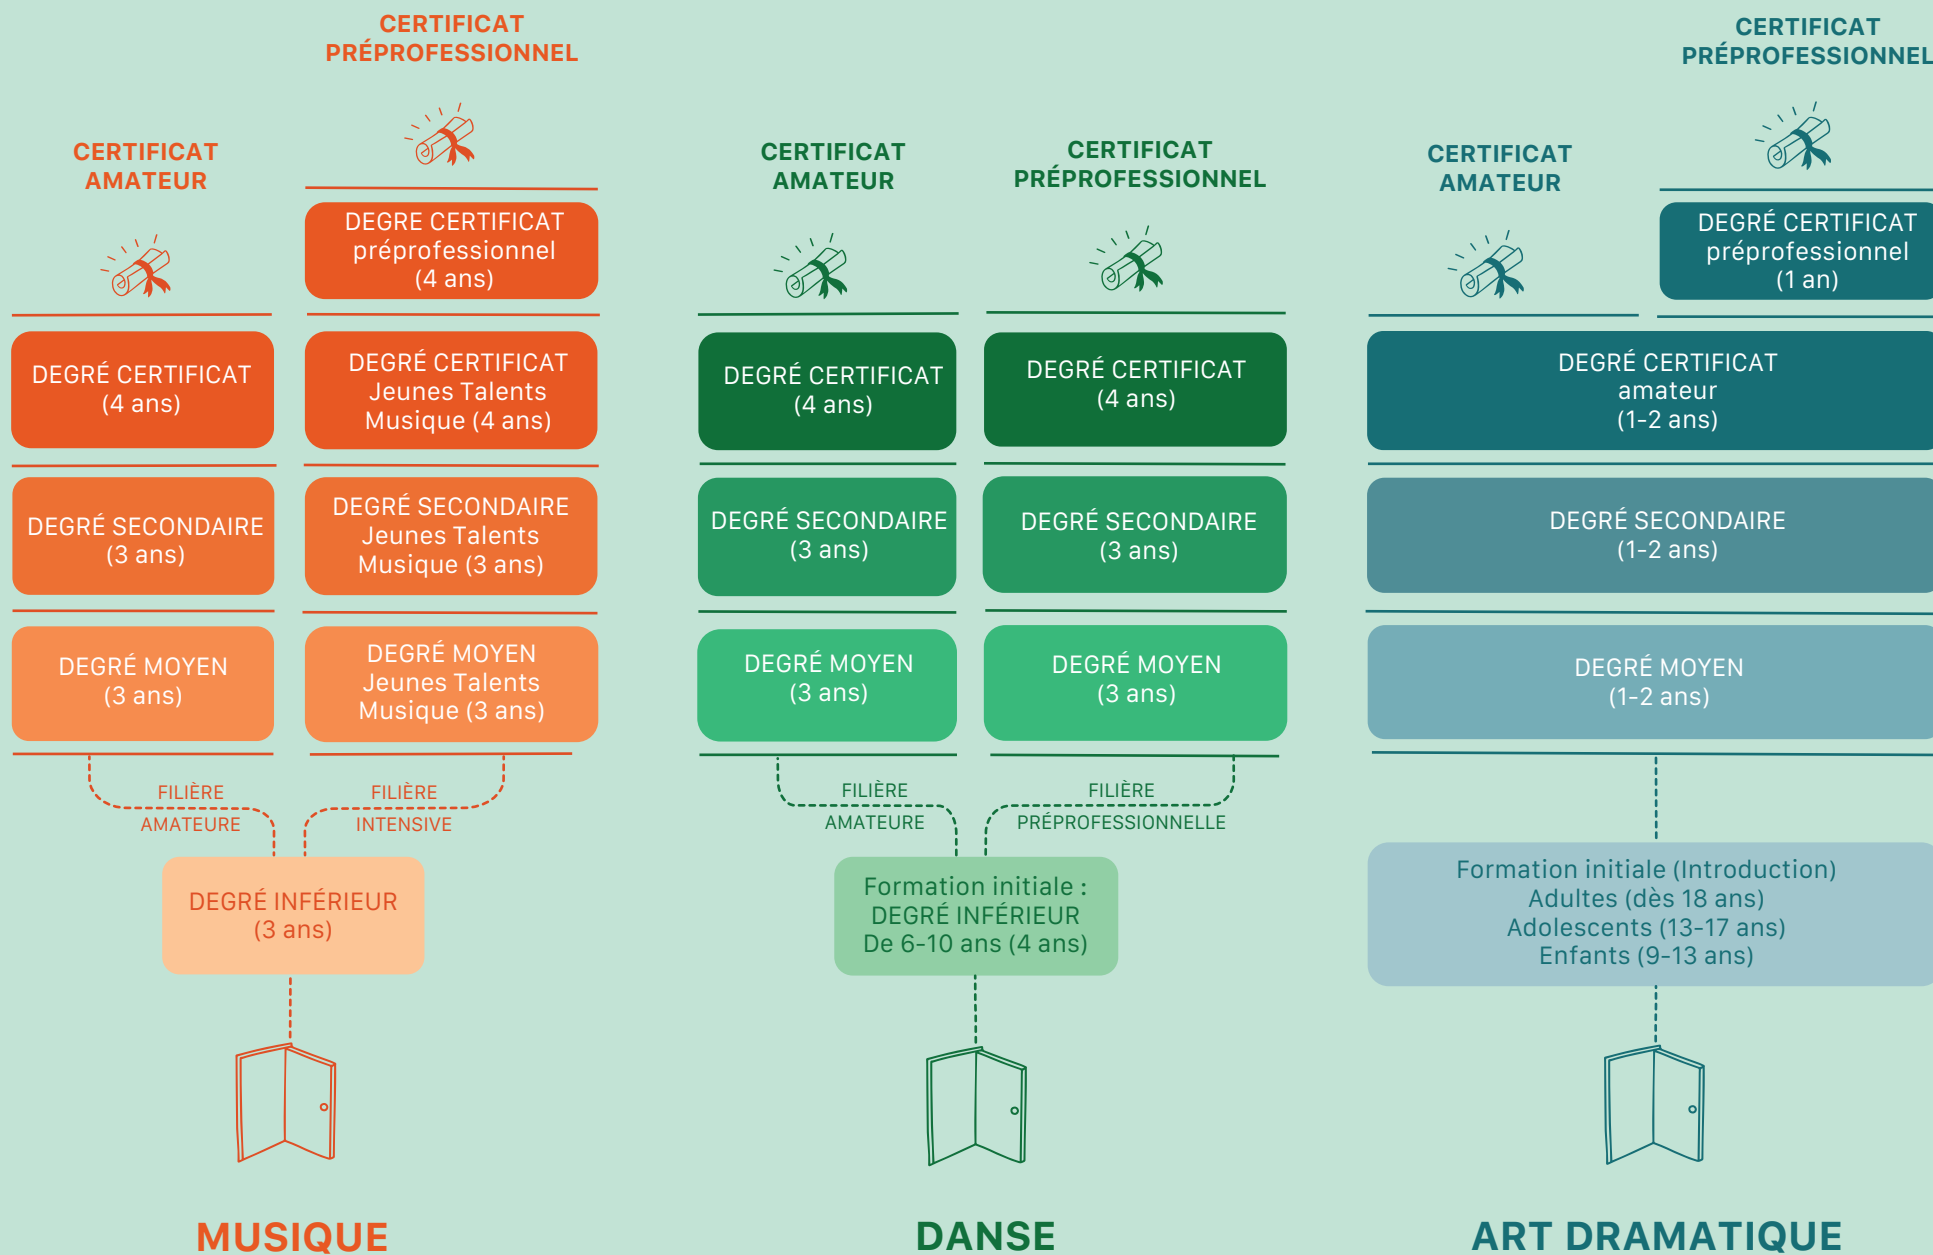 CERTIFICAT
PRÉPROFESSIONNEL
CERTIFICAT
AMATEUR
DEGRE CERTIFICAT
préprofessionnel
(4 ans)
DEGRÉ CERTIFICAT
(4 ans)
DEGRÉ CERTIFICAT
Jeunes Talents
Musique (4 ans)
DEGRÉ SECONDAIRE
(3 ans)
DEGRÉ SECONDAIRE
Jeunes Talents
Musique (3 ans)
DEGRÉ MOYEN
(3 ans)
DEGRÉ MOYEN
Jeunes Talents
Musique (3 ans)
FILIÈRE
AMATEURE
FILIÈRE
INTENSIVE
DEGRÉ INFÉRIEUR
(3 ans)
MUSIQUE
CERTIFICAT
AMATEUR
CERTIFICAT
PRÉPROFESSIONNEL
DEGRÉ CERTIFICAT
(4 ans)
DEGRÉ CERTIFICAT
(4 ans)
DEGRÉ SECONDAIRE
(3 ans)
DEGRÉ SECONDAIRE
(3 ans)
DEGRÉ MOYEN
(3 ans)
DEGRÉ MOYEN
(3 ans)
FILIÈRE
AMATEURE
FILIÈRE
PRÉPROFESSIONNELLE
Formation initiale :
DEGRÉ INFÉRIEUR
De 6-10 ans (4 ans)
DANSE
CERTIFICAT
PRÉPROFESSIONNEL
CERTIFICAT
AMATEUR
DEGRÉ CERTIFICAT
préprofessionnel
(1 an)
DEGRÉ CERTIFICAT
amateur
(1-2 ans)
DEGRÉ SECONDAIRE
(1-2 ans)
DEGRÉ MOYEN
(1-2 ans)
Formation initiale (Introduction)
Adultes (dès 18 ans)
Adolescents (13-17 ans)
Enfants (9-13 ans)
ART DRAMATIQUE